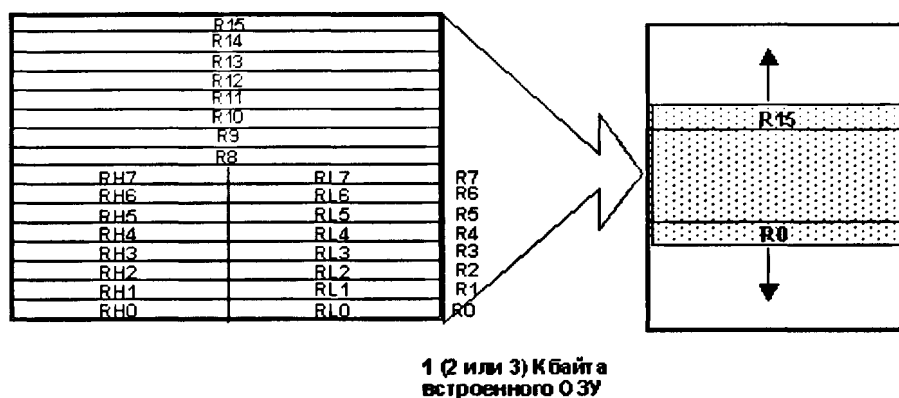 R15
R14
R13
R12
R11
R10
R9
R8
RH7 RL7 R7
RH6 RL6 R6
RH5 RL5 R5
RH4 RL4 R4
RH3 RL3 R3
RH2 RL2 R2
RH1 RL1 R1
RH0 RL0 R0
R15
R0
1 (2 или 3) Кбайта
встроенного ОЗУ